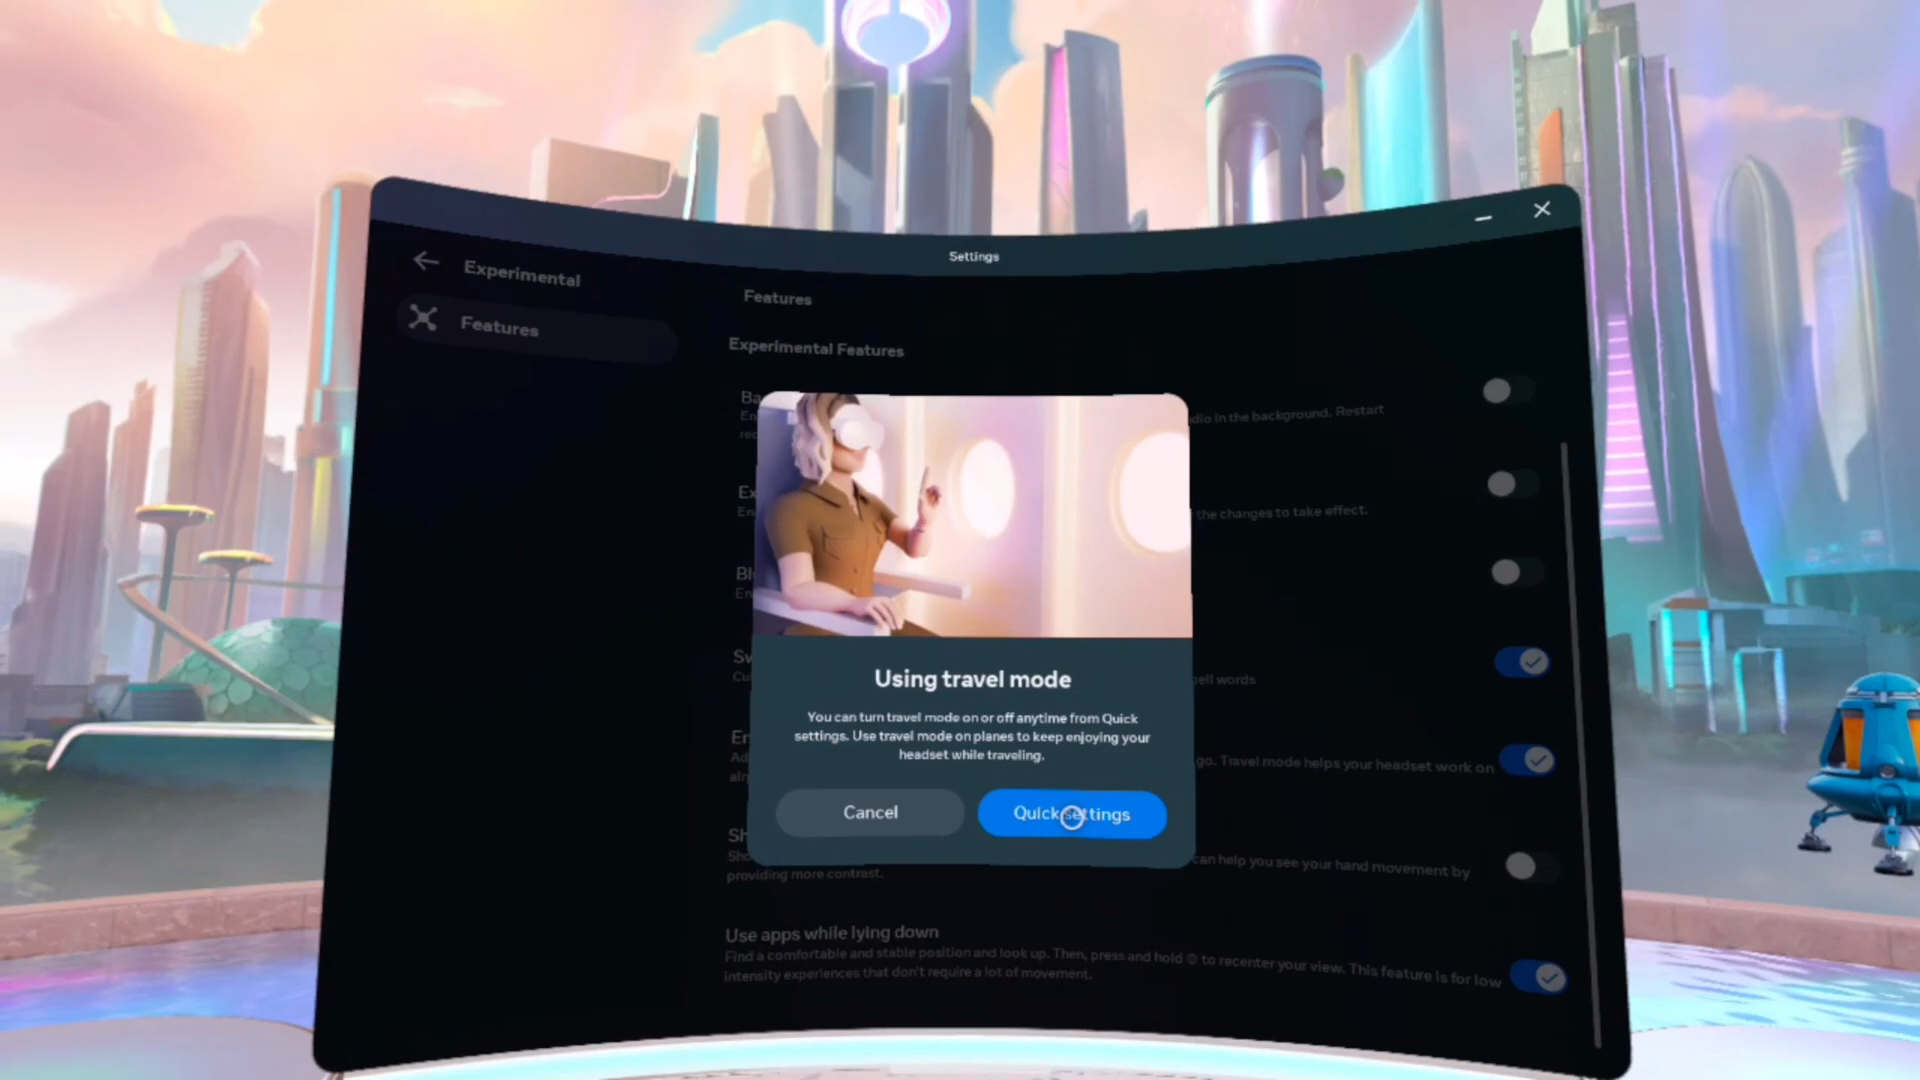 Settings
Experimental
Features
Features
Experimental Features
dio in the background. Restart
the changes to take effect.
pell words
go. Travel mode helps your headset work on
can help you see your hand movement by
providing more contrast.
Use apps while lying down
Find a comfortable and stable position and look up. Then, press and hold to recenter your view. This feature is for low
intensity experiences that don't require a lot of movement.
Using travel mode
You can turn travel mode on or off anytime from Quick
settings. Use travel mode on planes to keep enjoying your
headset while traveling.
Cancel
Quick settings